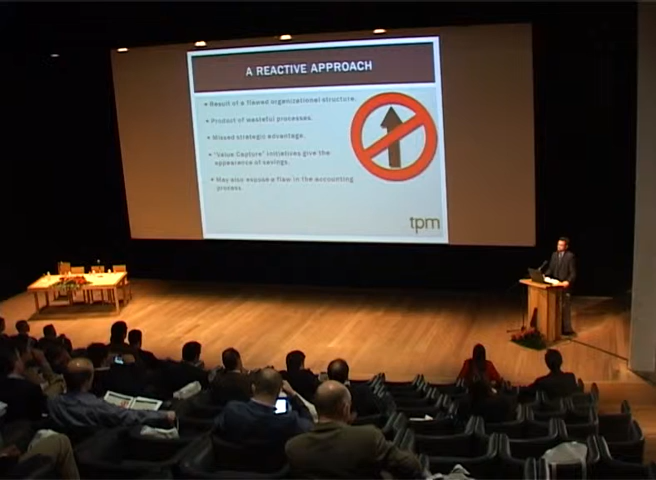 A REACTIVE APPROACH
• Result of a flawed organizational structure.
• Product of wasteful processes.
• Missed strategic advantage.
• "Value Capture" initiatives give the
appearance of savings.
• May also expose a flaw in the accounting
process.
tpm